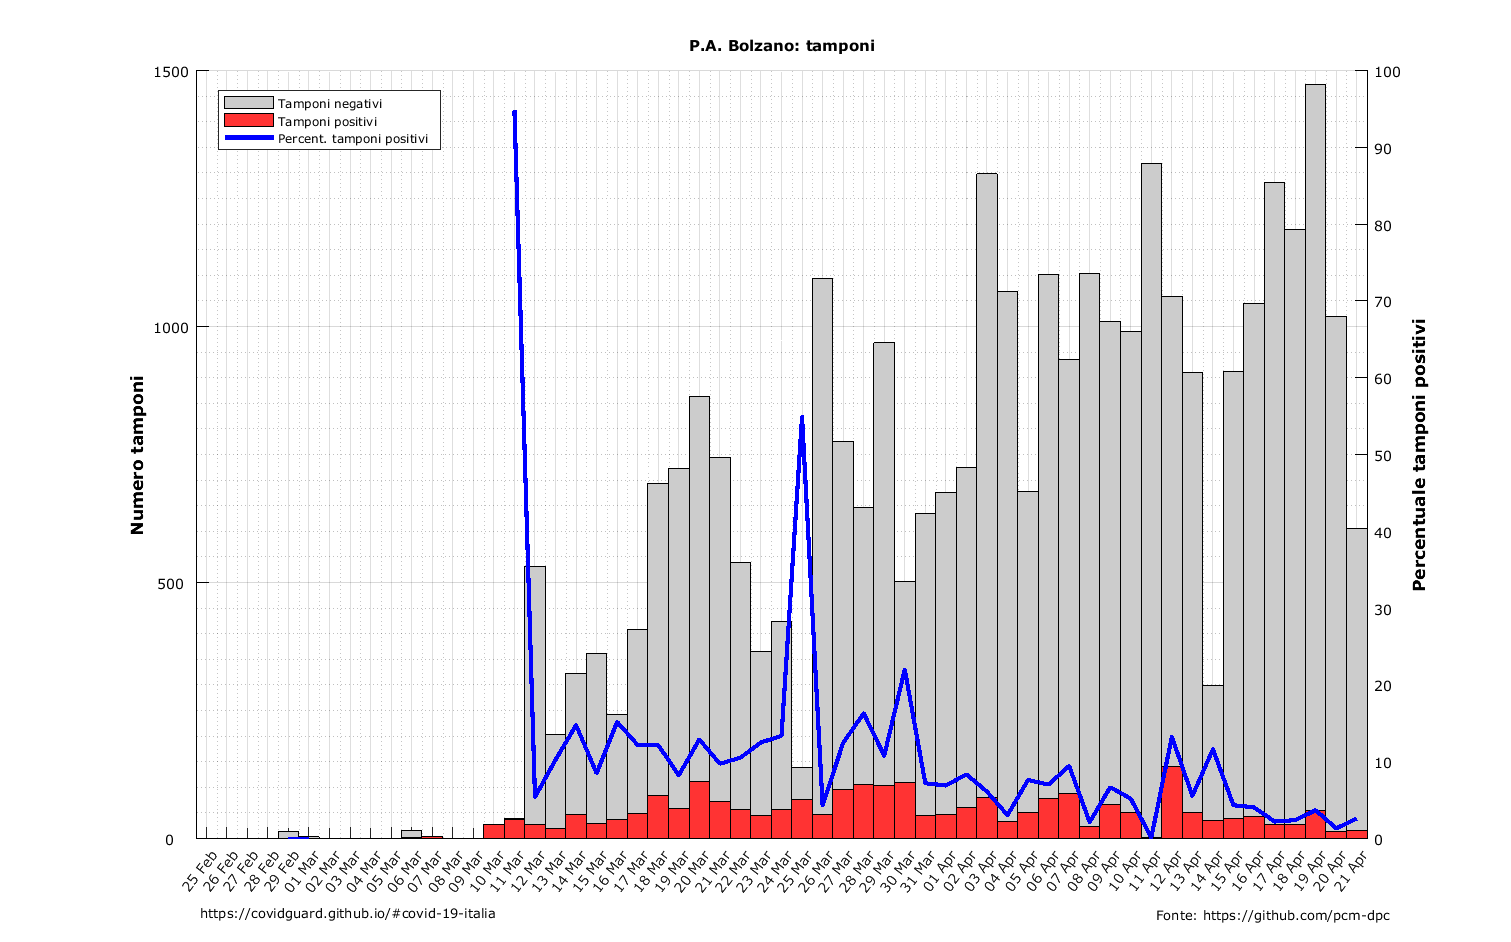 P.A. Bolzano: tamponi
1500
1000
500
0
Numero tamponi
Tamponi negativi
Tamponi positivi
Percent. tamponi positivi
100
90
80
70
60
50
40
30
20
10
0
Percentuale tamponi positivi
25 Feb
26 Feb
27 Feb
28 Feb
29 Feb
01 Mar
02 Mar
03 Mar
04 Mar
05 Mar
06 Mar
07 Mar
08 Mar
09 Mar
10 Mar
11 Mar
12 Mar
13 Mar
14 Mar
15 Mar
16 Mar
17 Mar
18 Mar
19 Mar
20 Mar
21 Mar
22 Mar
23 Mar
24 Mar
25 Mar
26 Mar
27 Mar
28 Mar
29 Mar
30 Mar
31 Mar
01 Apr
02 Apr
03 Apr
04 Apr
05 Apr
06 Apr
07 Apr
08 Apr
09 Apr
10 Apr
11 Apr
12 Apr
13 Apr
14 Apr
15 Apr
16 Apr
17 Apr
18 Apr
19 Apr
20 Apr
21 Apr
https://covidguard.github.io/#covid-19-italia
Fonte: https://github.com/pcm-dpc